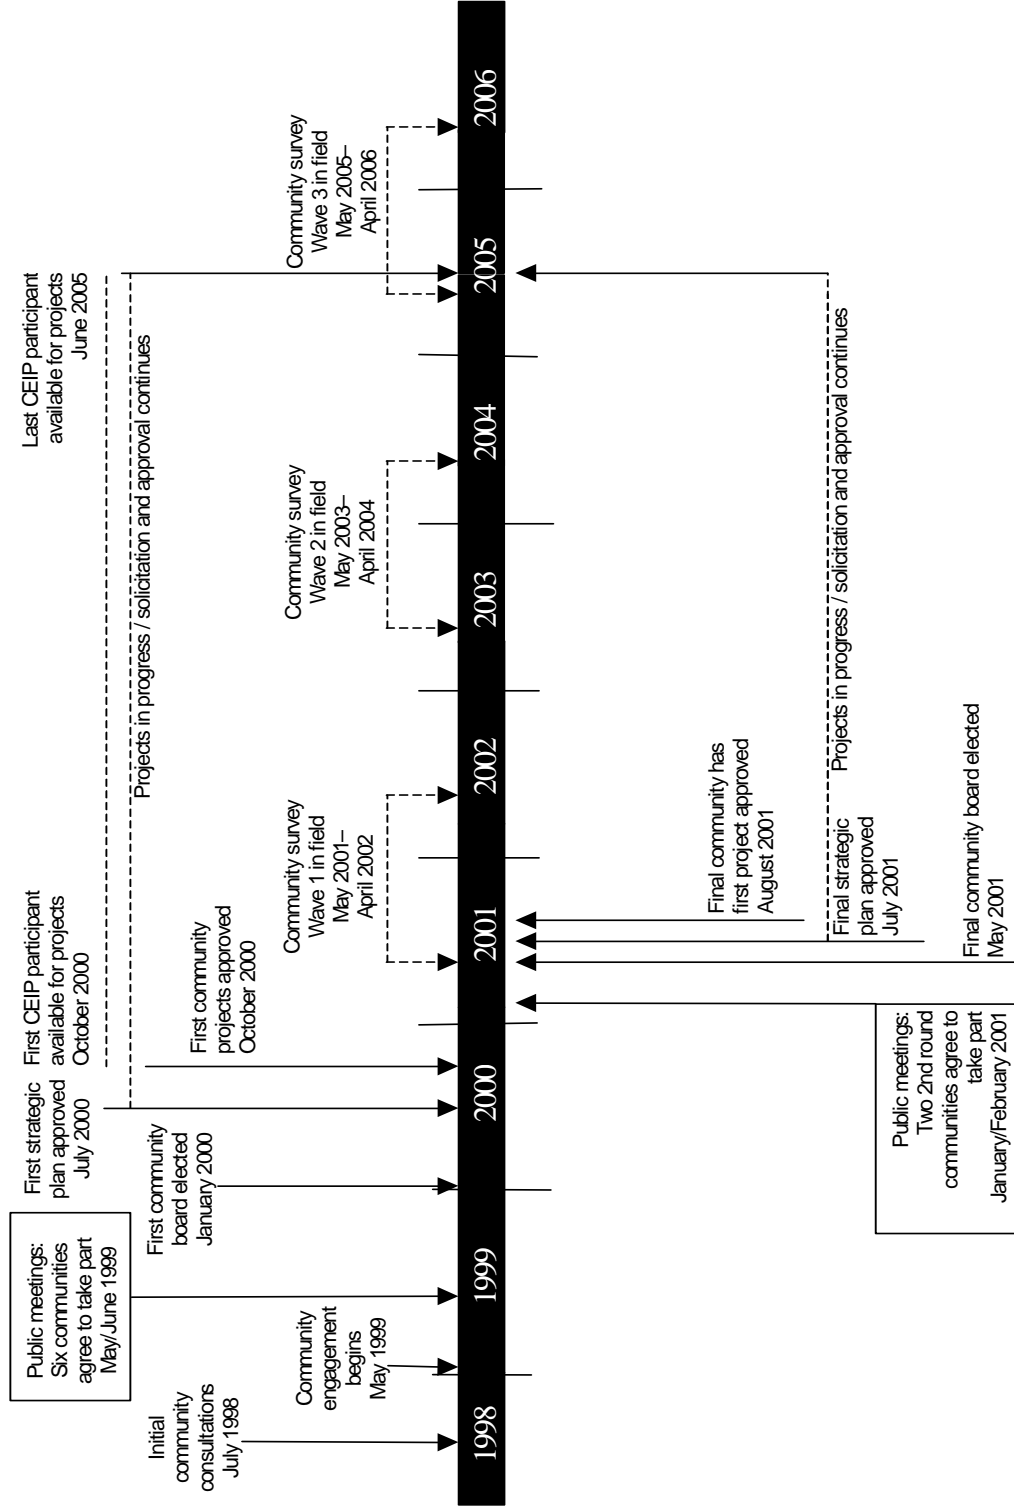 Public meetings:
Six communities
agree to take part
May/June 1999
First strategic
plan approved
July 2000
First CEIP participant
available for projects
October 2000
Last CEIP participant
available for projects
June 2005
Projects in progress / solicitation and approval continues
Initial
community
consultations
July 1998
First community
board elected
January 2000
First community
projects approved
October 2000
Community
engagement
begins
May 1999
Community survey
Wave 1 in field
May 2001–
April 2002
Community survey
Wave 2 in field
May 2003–
April 2004
Community survey
Wave 3 in field
May 2005–
April 2006
1998
1999
2000
2001
2002
2003
2004
2005
2006
Final community has
first project approved
August 2001
Final strategic
plan approved
July 2001
Projects in progress / solicitation and approval continues
Public meetings:
Two 2nd round
communities agree to
take part
January/February 2001
Final community board elected
May 2001